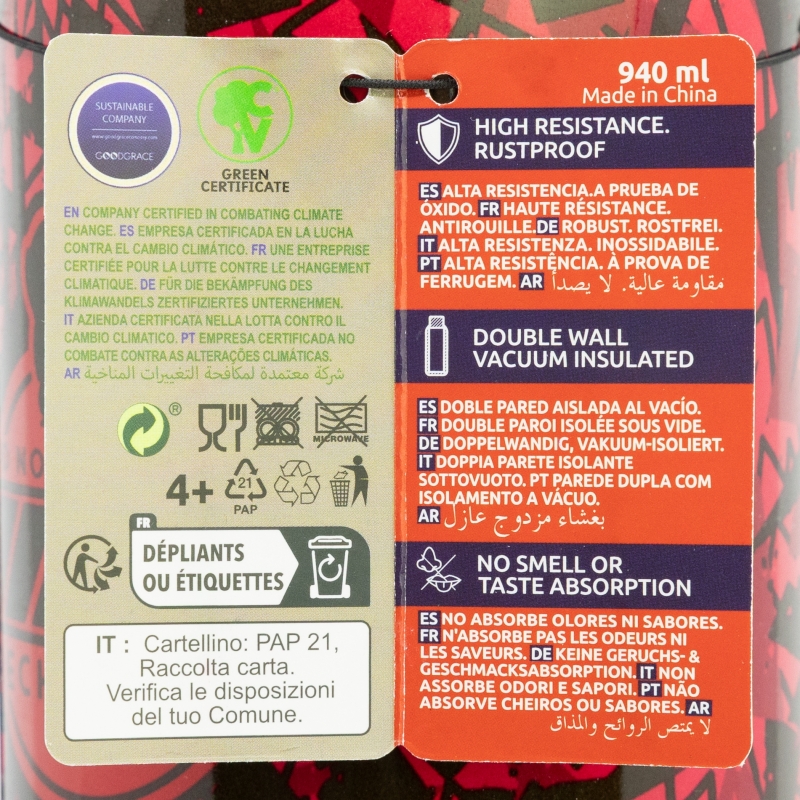 SUSTAINABLE
COMPANY
GOODGRACE
CV
GREEN
CERTIFICATE
EN COMPANY CERTIFIED IN COMBATING CLIMATE
CHANGE. ES EMPRESA CERTIFICADA EN LA LUCHA
CONTRA EL CAMBIO CLIMÁTICO. FR UNE ENTREPRISE
CERTIFIÉE POUR LA LUTTE CONTRE LE CHANGEMENT
CLIMATIQUE. DE FÜR DIE BEKÄMPFUNG DES
KLIMAWANDELS ZERTIFIZIERTES UNTERNEHMEN.
IT AZIENDA CERTIFICATA NELLA LOTTA CONTRO IL
CAMBIO CLIMATICO. PT EMPRESA CERTIFICADA NO
COMBATE CONTRA AS ALTERAÇÕES CLIMÁTICAS.
AR شركة معتمدة لمكافحة التغييرات المناخية
®
MICROWAVE
4+
21
PAP
FR
DÉPLIANTS
OU ÉTIQUETTES
IT : Cartellino: PAP 21,
Raccolta carta.
Verifica le disposizioni
del tuo Comune.
940 ml
Made in China
HIGH RESISTANCE.
RUSTPROOF
ES ALTA RESISTENCIA.A PRUEBA DE
ÓXIDO. FR HAUTE RÉSISTANCE.
ANTIROUILLE.DE ROBUST. ROSTFREI.
IT ALTA RESISTENZA. INOSSIDABILE.
PT ALTA RESISTÊNCIA. À PROVA DE
FERRUGEM. AR مقاومة عالية. لا يصدأ
DOUBLE WALL
VACUUM INSULATED
ES DOBLE PARED AISLADA AL VACÍO.
FR DOUBLE PAROI ISOLÉE SOUS VIDE.
DE DOPPELWANDIG, VAKUUM-ISOLIERT.
IT DOPPIA PARETE ISOLANTE
SOTTOVUOTO. PT PAREDE DUPLA COM
ISOLAMENTO A VÁCUO.
AR بغشاء مزدوج عازل
NO SMELL OR
TASTE ABSORPTION
ES NO ABSORBE OLORES NI SABORES.
FR N'ABSORBE PAS LES ODEURS NI
LES SAVEURS. DE KEINE GERUCHS- &
GESCHMACKSABSORPTION. IT NON
ASSORBE ODORI E SAPORI. PT NÃO
ABSORVE CHEIROS OU SABORES. AR
لا يمتص الروائح والمذاق